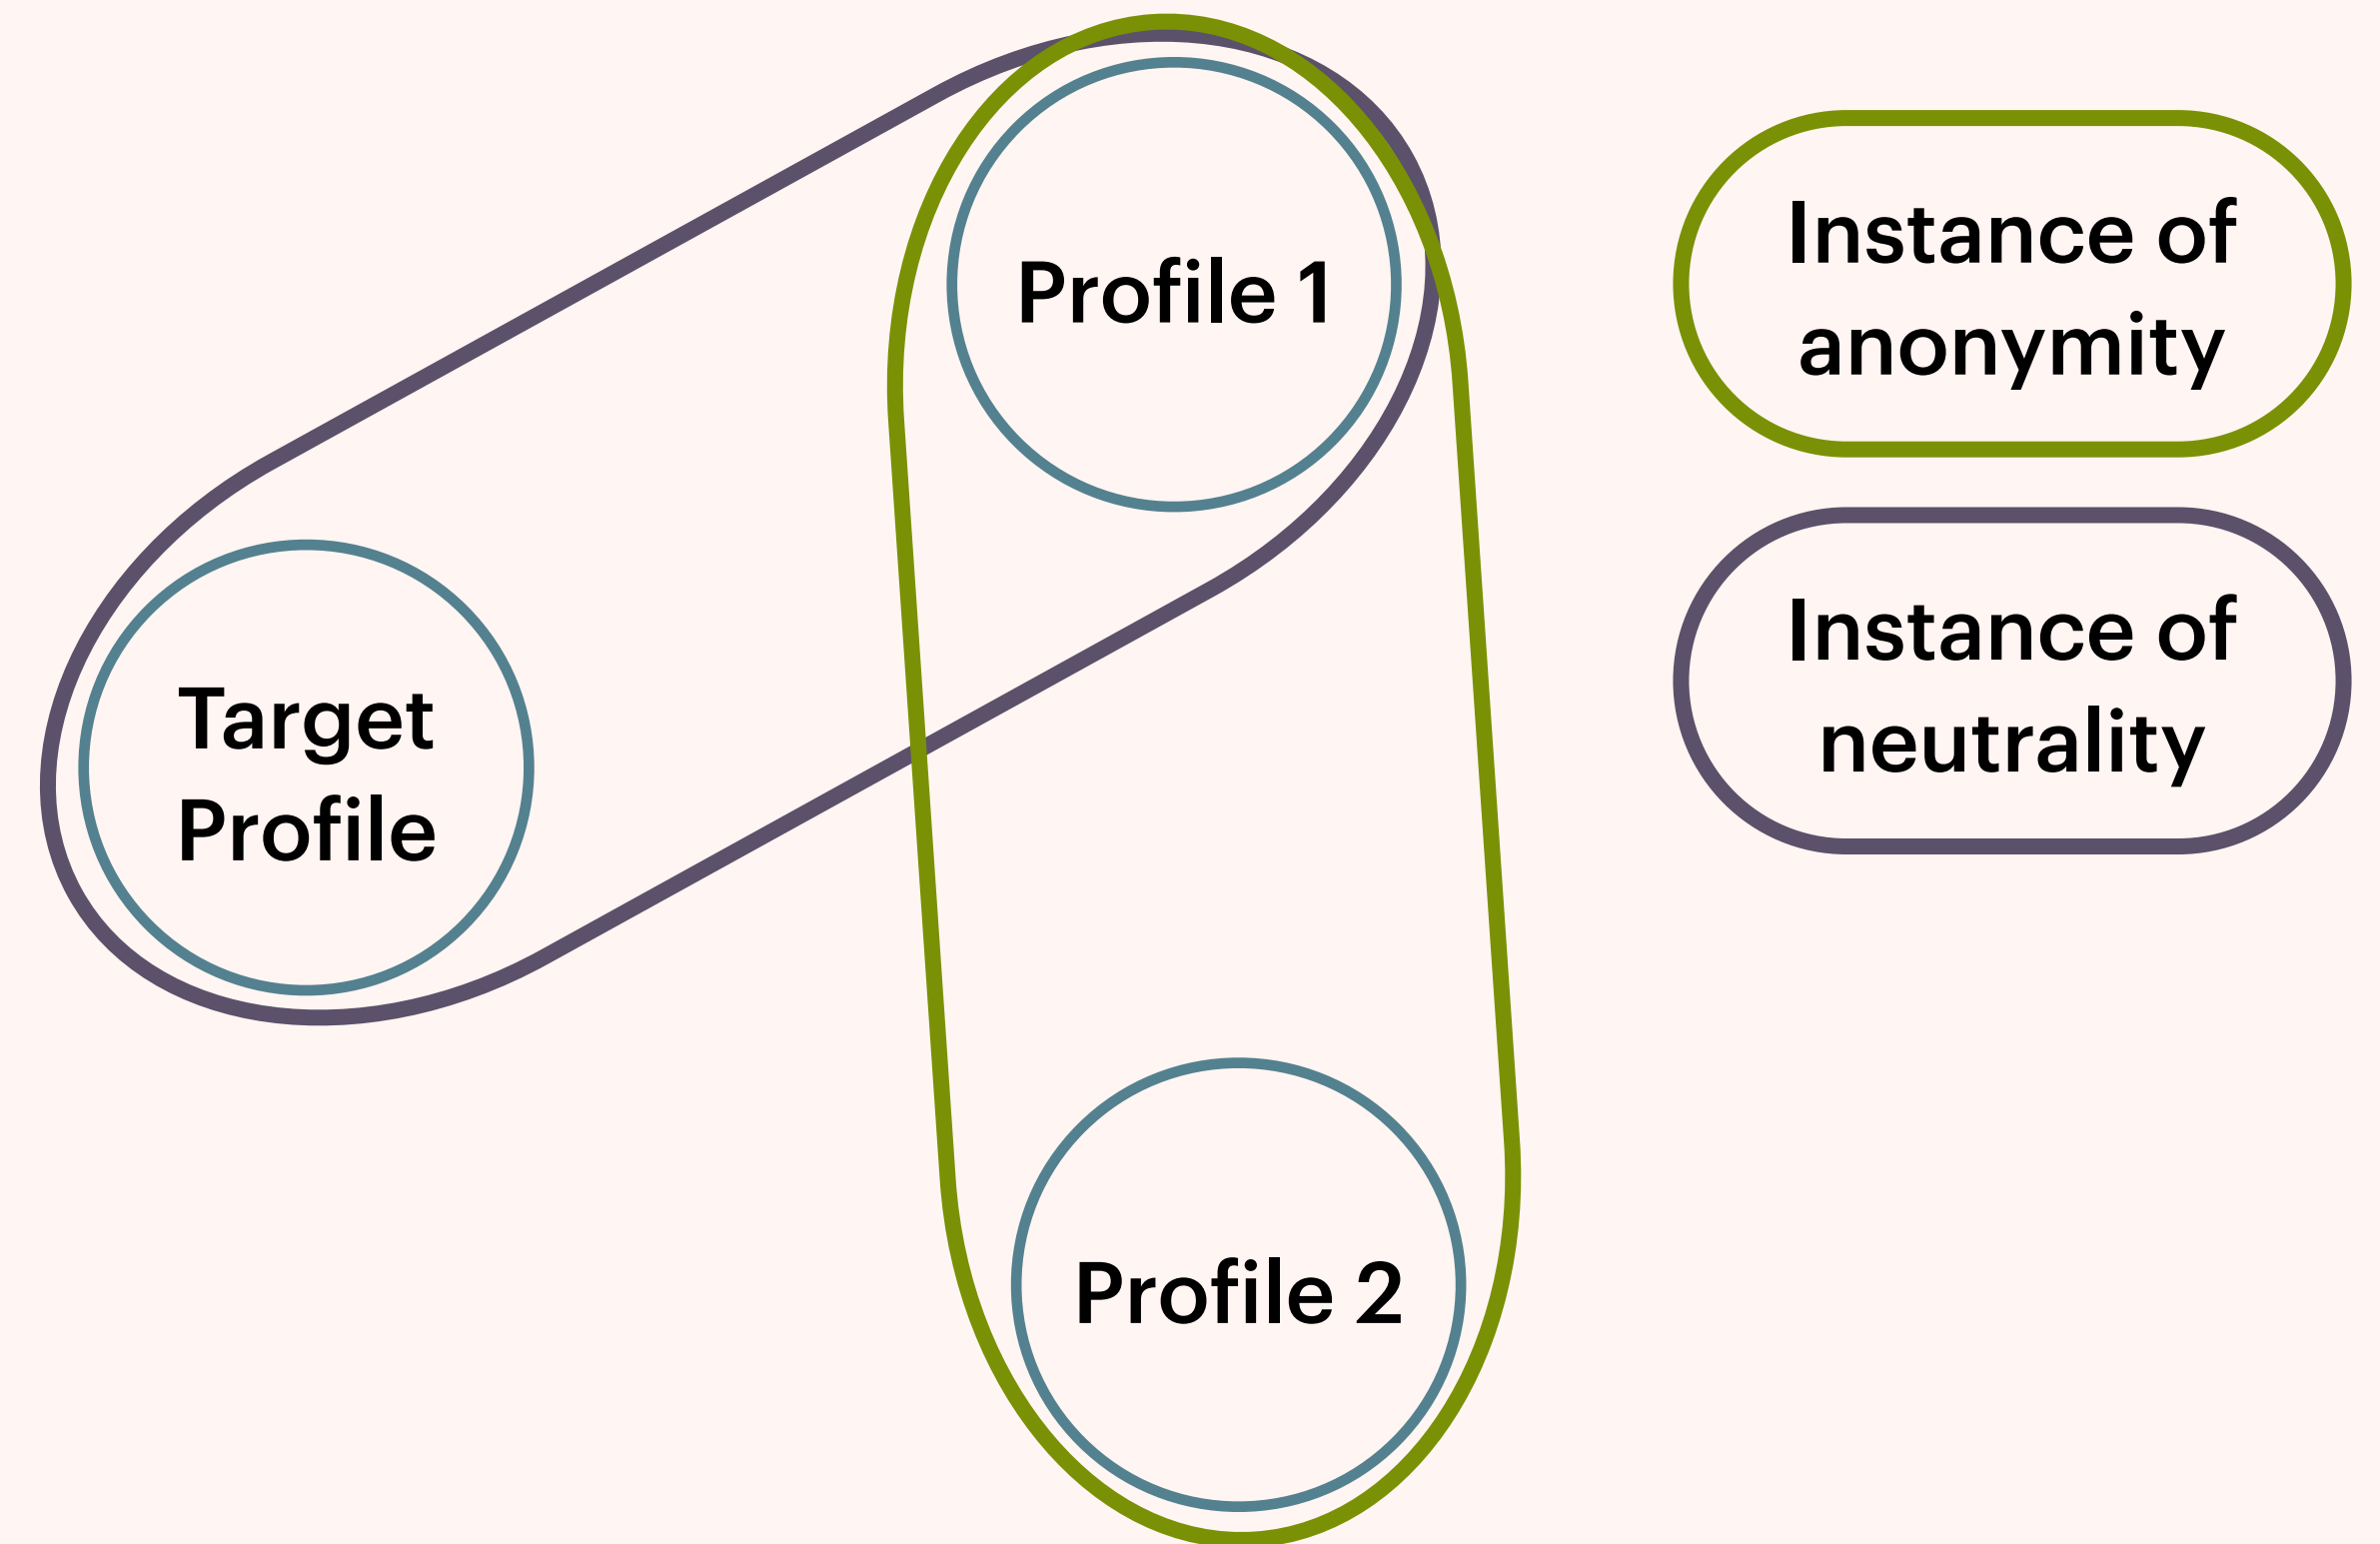 Profile 1
Target
Profile
Profile 2
Instance of
anonymity
Instance of
neutrality